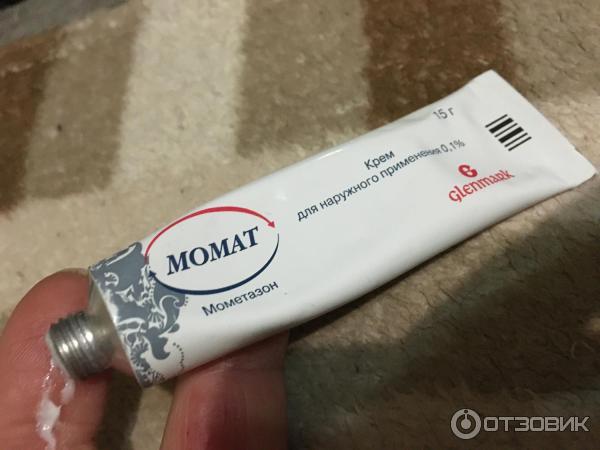 15 г
Крем
для наружного применения 0,1%
Glenmark
МОМАТ
Мометазон
ОТЗОВИК